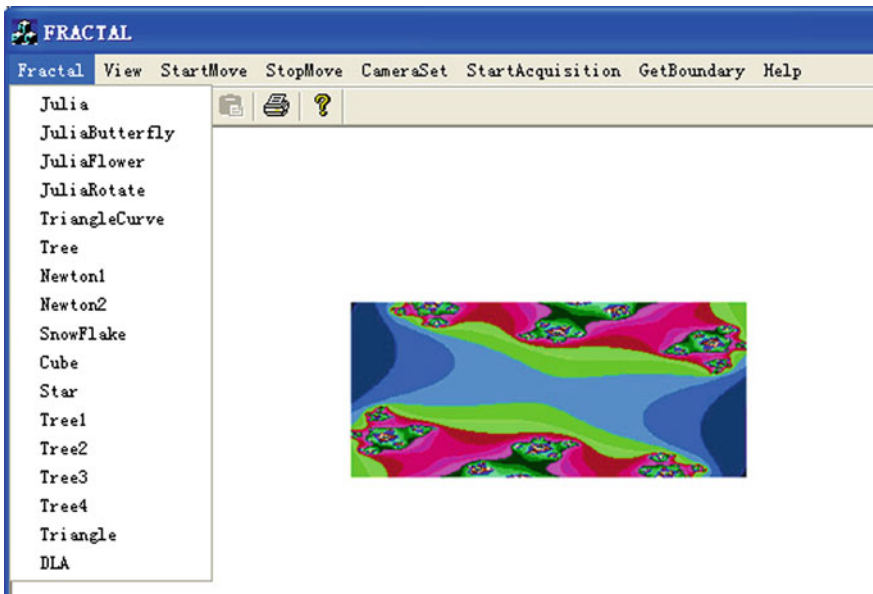 FRACTAL
Fractal View StartMove StopMove CameraSet StartAcquisition GetBoundary Help
Julia
JuliaButterfly
JuliaFlower
JuliaRotate
TriangleCurve
Tree
Newton1
Newton2
SnowFlake
Cube
Star
Tree1
Tree2
Tree3
Tree4
Triangle
DLA